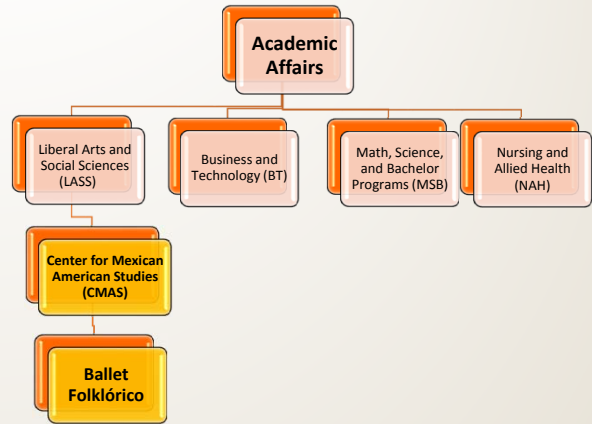 Academic
Affairs
Liberal Arts and
Social Sciences
(LASS)
Business and
Technology (BT)
Math, Science,
and Bachelor
Programs (MSB)
Nursing and
Allied Health
(NAH)
Center for Mexican
American Studies
(CMAS)
Ballet
Folklórico